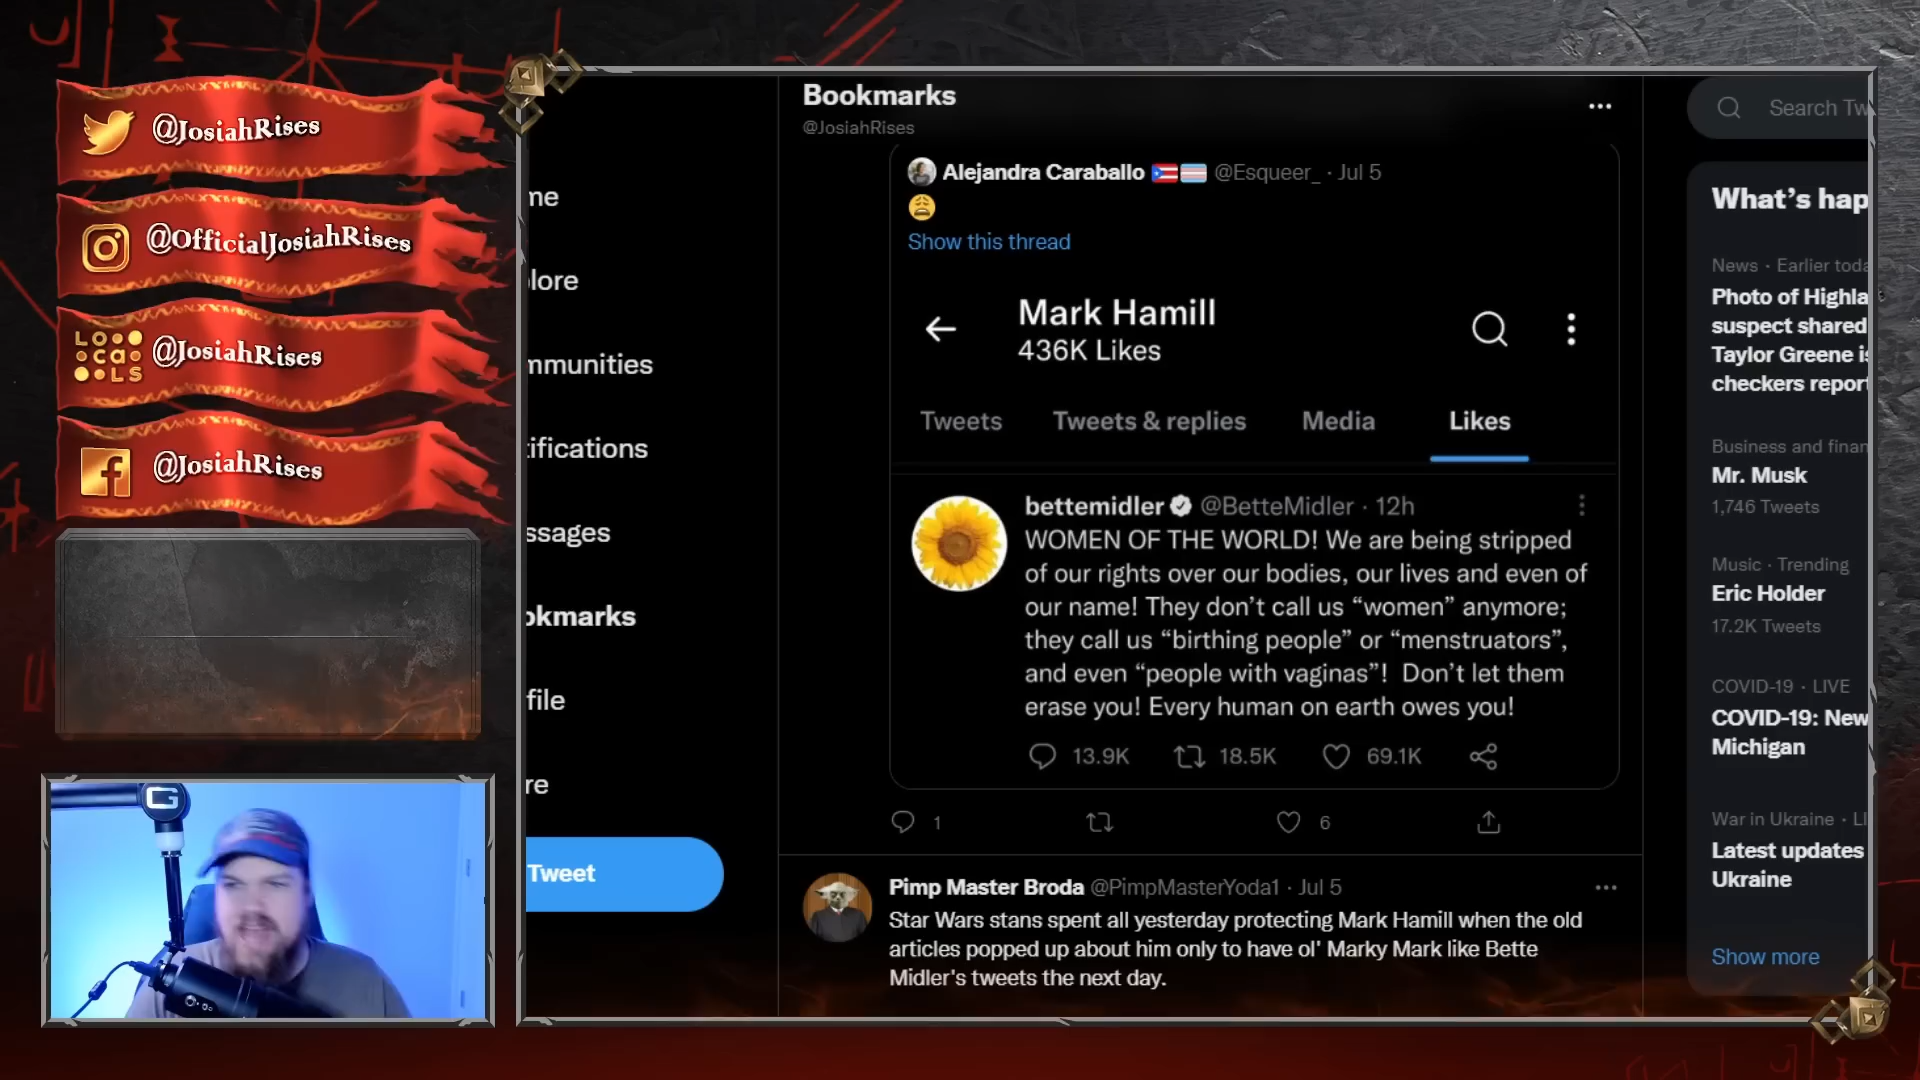 @JosiahRises
@OfficialJosiahRises
LOCALS
@JosiahRises
@JosiahRises
G
me
lore
mmunities
tifications
ssages
okmarks
file
re
Tweet
Bookmarks
@JosiahRises
Alejandra Caraballo @Esqueer_ · Jul 5
Show this thread
Mark Hamill
436K Likes
Tweets Tweets & replies Media Likes
bettemidler @BetteMidler · 12h
WOMEN OF THE WORLD! We are being stripped
of our rights over our bodies, our lives and even of
our name! They don’t call us “women” anymore;
they call us “birthing people” or “menstruators”,
and even “people with vaginas”! Don’t let them
erase you! Every human on earth owes you!
13.9K 18.5K 69.1K
1 6
Pimp Master Broda @PimpMasterYoda1 · Jul 5
Star Wars stans spent all yesterday protecting Mark Hamill when the old
articles popped up about him only to have ol' Marky Mark like Bette
Midler's tweets the next day.
Search Tw
What’s hap
News · Earlier toda
Photo of Highla
suspect shared
Taylor Greene is
checkers report
Business and finan
Mr. Musk
1,746 Tweets
Music · Trending
Eric Holder
17.2K Tweets
COVID-19 · LIVE
COVID-19: New
Michigan
War in Ukraine · LI
Latest updates
Ukraine
Show more